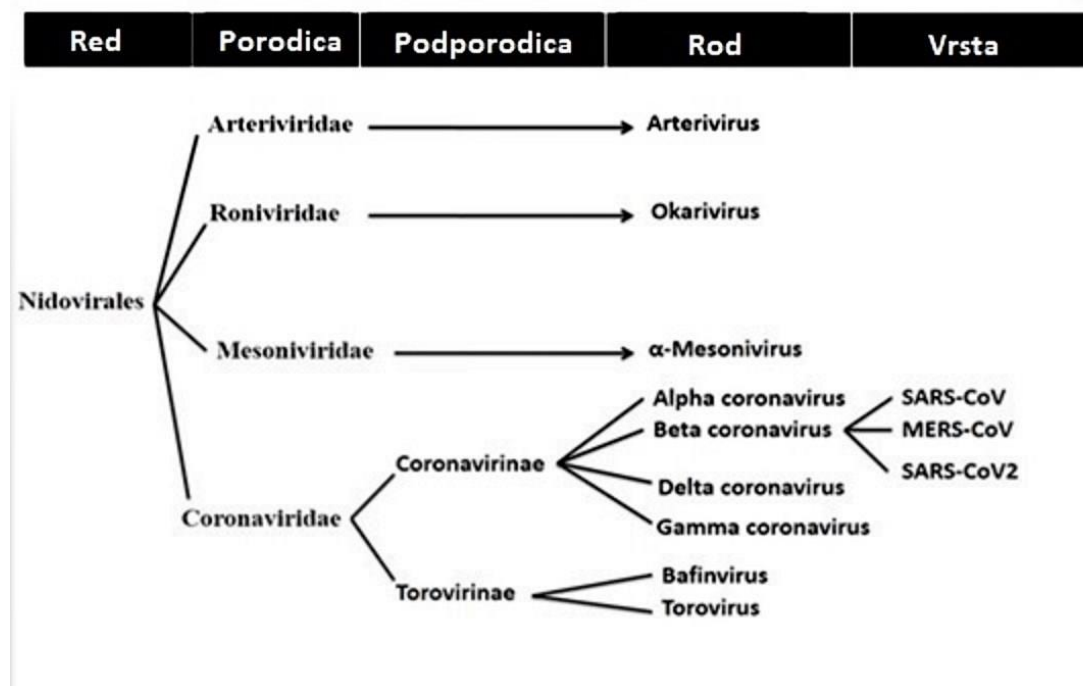 Red Porodica Podporodica Rod Vrsta
Arteriviridae Arterivirus
Roniviridae Okarivirus
Nidovirales
Mesoniviridae α-Mesonivirus
Alpha coronavirus SARS-CoV
Beta coronavirus MERS-CoV
Coronavirinae SARS-CoV2
Delta coronavirus
Coronaviridae Gamma coronavirus
Bafinvirus
Torovirinae Torovirus